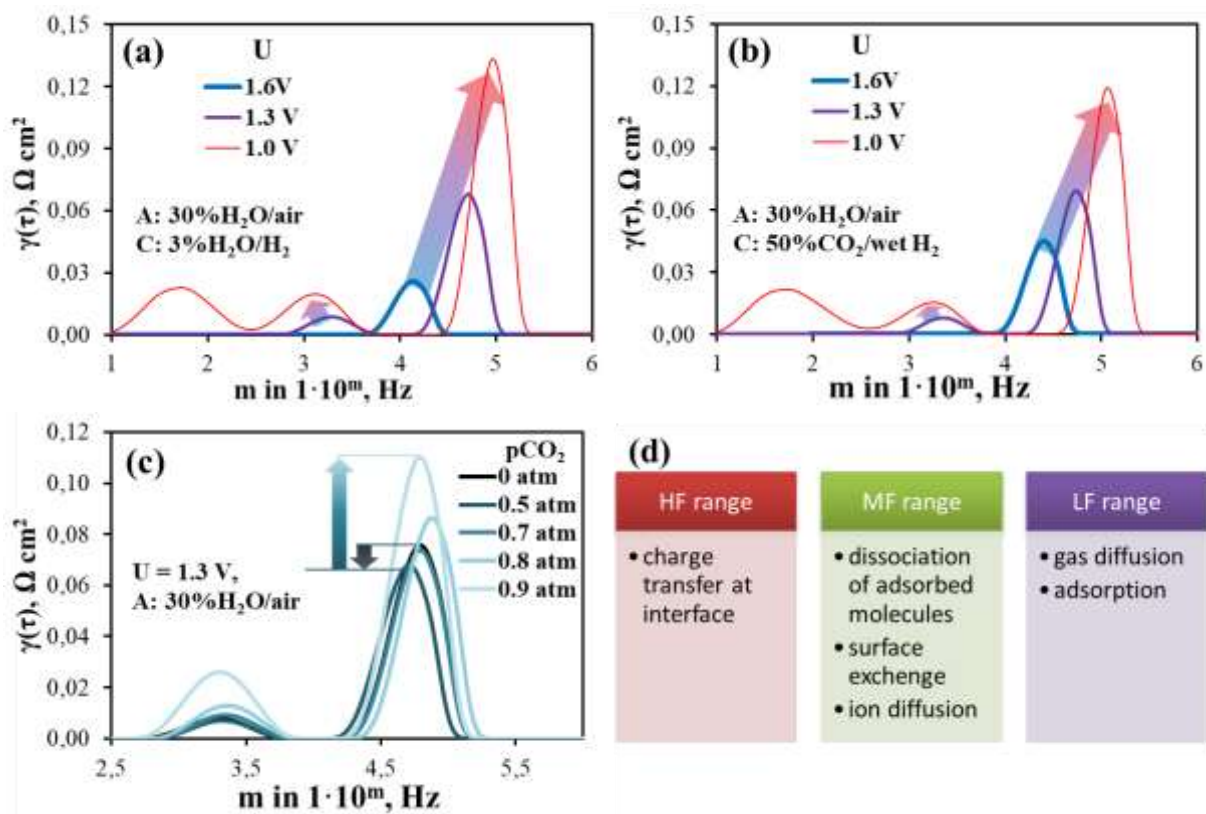 (a)
U
1.6V
1.3 V
1.0 V
A: 30%H₂O/air
C: 3%H₂O/H₂
γ(τ), Ω cm²
0,15
0,12
0,09
0,06
0,03
0,00
1 2 3 4 5 6
m in 1·10ᵐ, Hz
(b)
U
1.6V
1.3 V
1.0 V
A: 30%H₂O/air
C: 50%CO₂/wet H₂
γ(τ), Ω cm²
0,15
0,12
0,09
0,06
0,03
0,00
1 2 3 4 5 6
m in 1·10ᵐ, Hz
(c)
pCO₂
0 atm
0.5 atm
0.7 atm
0.8 atm
0.9 atm
U = 1.3 V,
A: 30%H₂O/air
γ(τ), Ω cm²
0,12
0,10
0,08
0,06
0,04
0,02
0,00
2,5 3,5 4,5 5,5
m in 1·10ᵐ, Hz
(d)
HF range
• charge
transfer at
interface
MF range
• dissociation
of adsorbed
molecules
• surface
exchenge
• ion diffusion
LF range
• gas diffusion
• adsorption